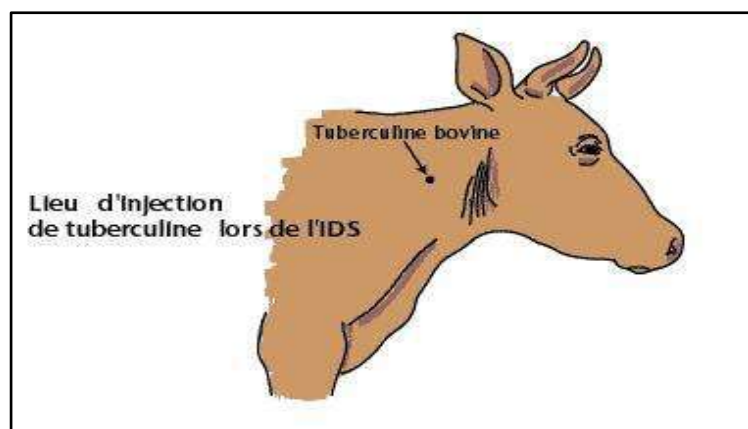 Tuberculine bovine
Lieu d'injection
de tuberculine lors de l'IDS